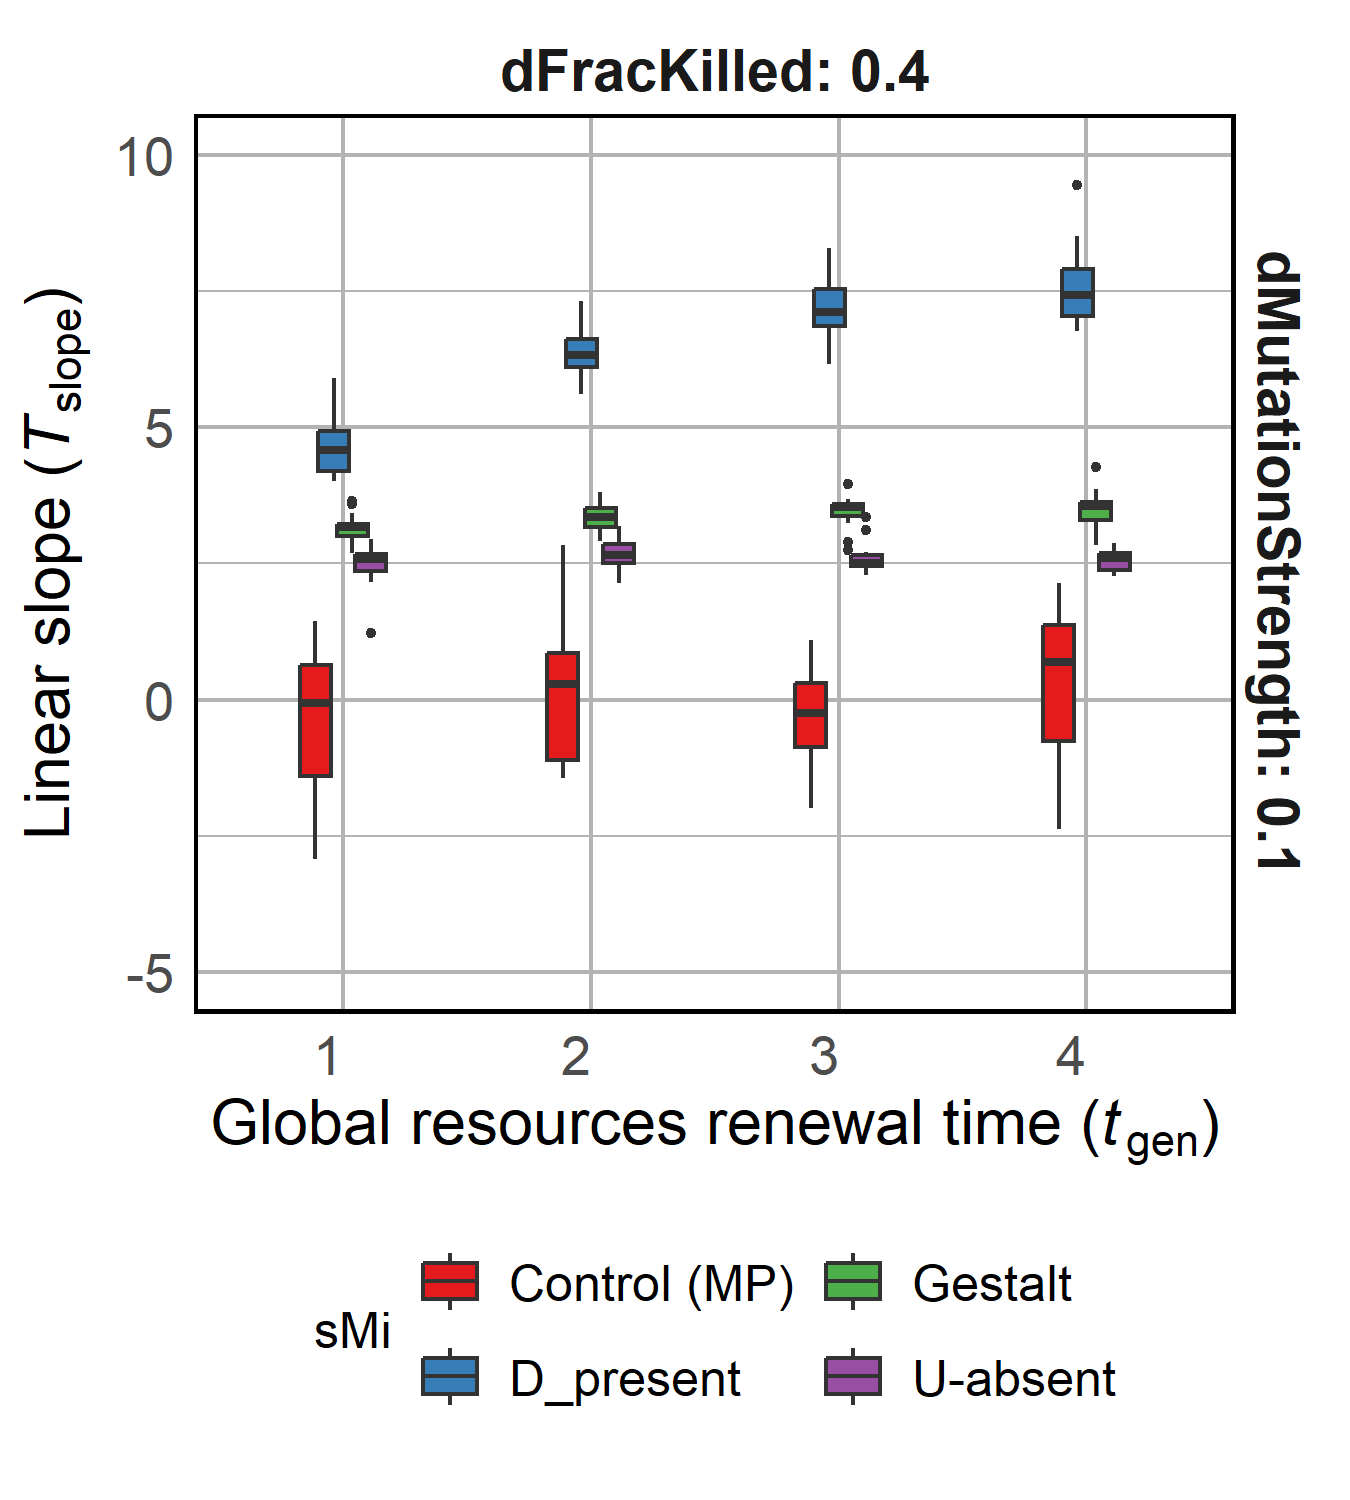 dFracKilled: 0.4
10
5
0
-5
Linear slope (Tslope)
dMutationStrength: 0.1
1 2 3 4
Global resources renewal time (tgen)
sMi
Control (MP) Gestalt
D_present U-absent